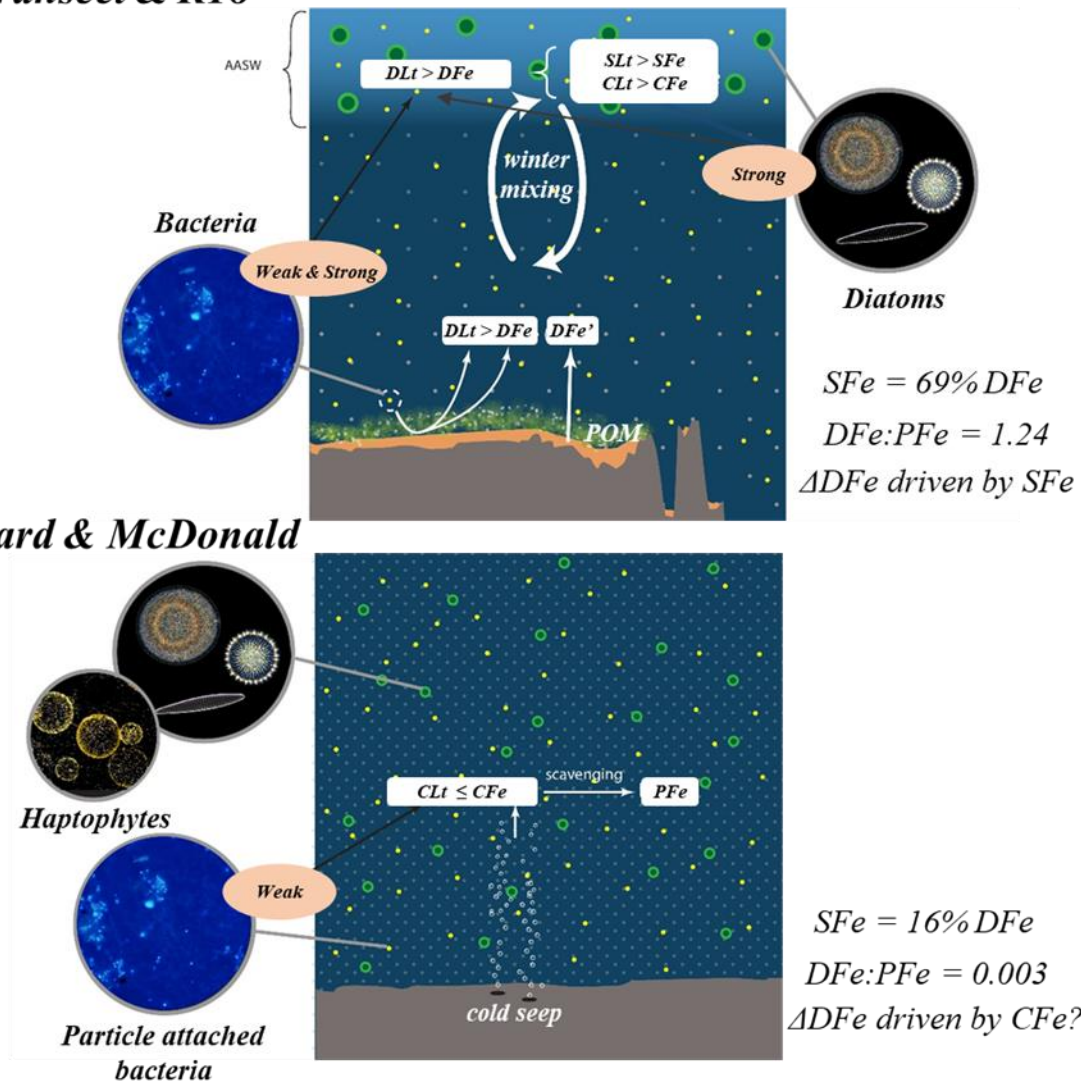 AASW
DLt > DFe
SLt > SFe
CLt > CFe
winter
mixing
Strong
Bacteria
Weak & Strong
Diatoms
DLt > DFe
DFe’
POM
SFe = 69% DFe
DFe:PFe = 1.24
ΔDFe driven by SFe
& McDonald
CLt ≤ CFe
scavenging
PFe
Haptophytes
Weak
cold seep
Particle attached
bacteria
SFe = 16% DFe
DFe:PFe = 0.003
ΔDFe driven by CFe?